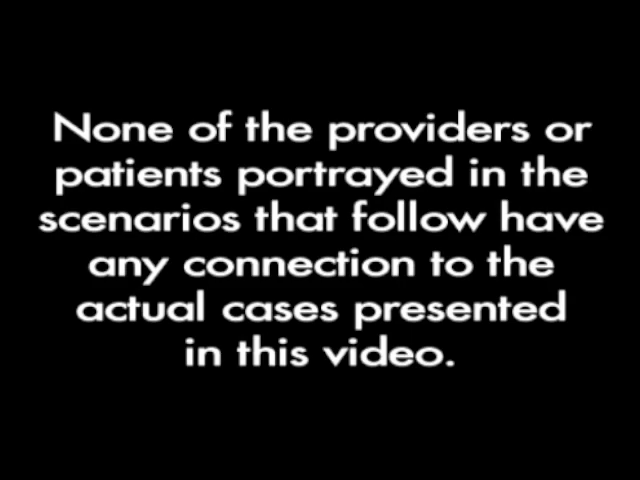 None of the providers or
patients portrayed in the
scenarios that follow have
any connection to the
actual cases presented
in this video.